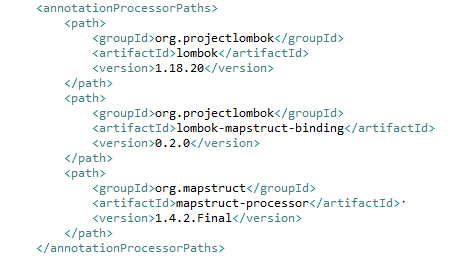 <annotationProcessorPaths>
<path>
<groupId>org.projectlombok</groupId>
<artifactId>lombok</artifactId>
<version>1.18.20</version>
</path>
<path>
<groupId>org.projectlombok</groupId>
<artifactId>lombok-mapstruct-binding</artifactId>
<version>0.2.0</version>
</path>
<path>
<groupId>org.mapstruct</groupId>
<artifactId>mapstruct-processor</artifactId>
<version>1.4.2.Final</version>
</path>
</annotationProcessorPaths>